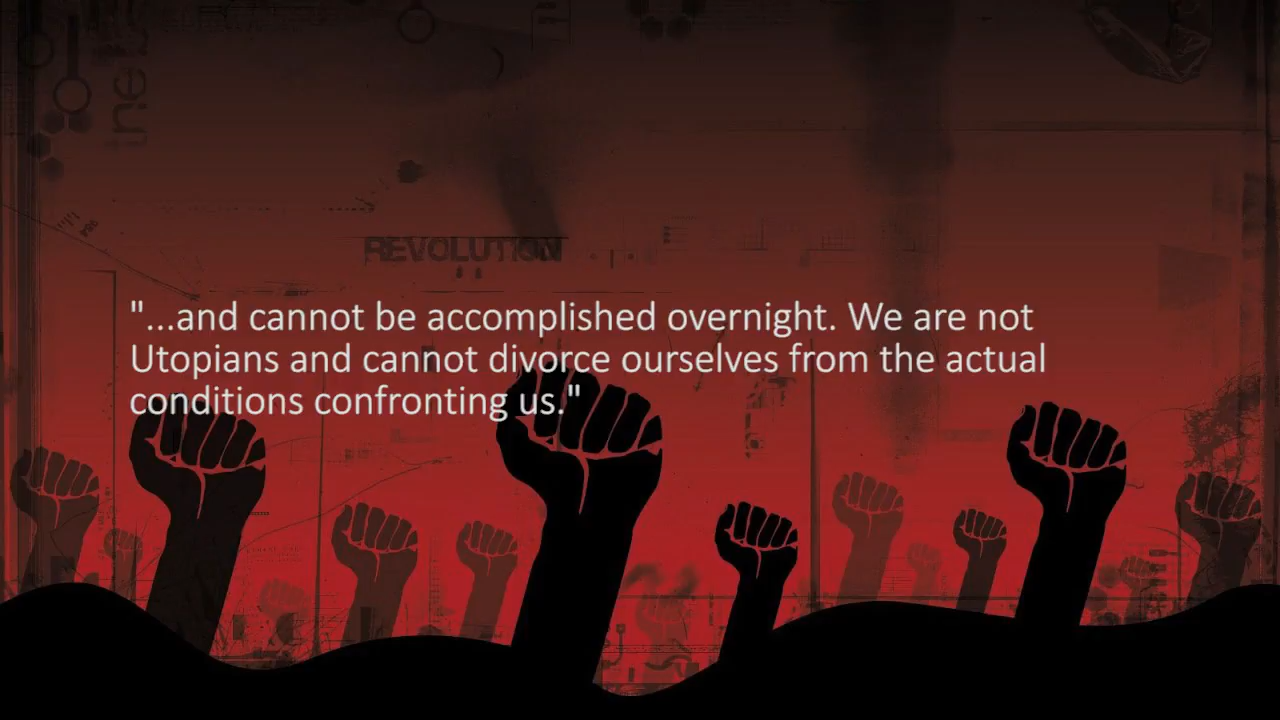 the
REVOLUTION
"...and cannot be accomplished overnight. We are not
Utopians and cannot divorce ourselves from the actual
conditions confronting us."